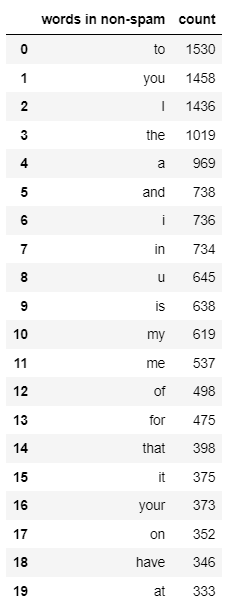 words in non-spam count
0 to 1530
1 you 1458
2 I 1436
3 the 1019
4 a 969
5 and 738
6 i 736
7 in 734
8 u 645
9 is 638
10 my 619
11 me 537
12 of 498
13 for 475
14 that 398
15 it 375
16 your 373
17 on 352
18 have 346
19 at 333